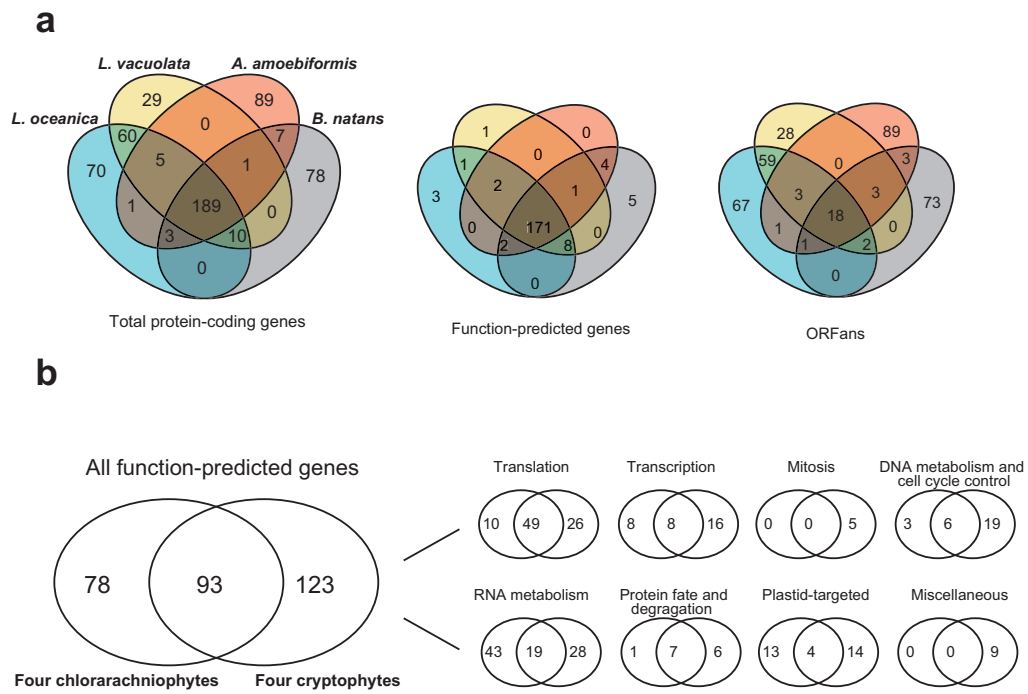 a
L. vacuolata A. amoebiformis
L. oceanica B. natans
29 89
60 0 7
70 5 1 78
1 189 0
3 10
0
Total protein-coding genes
1 0
1 0 4
3 2 1 5
0 171 0
2 8
0
Function-predicted genes
28 89
59 0 3
67 3 3 73
1 18 0
1 2
0
ORFans
b
All function-predicted genes
78 93 123
Four chlorarachniophytes Four cryptophytes
Translation
10 49 26
Transcription
8 8 16
Mitosis
0 0 5
DNA metabolism and
cell cycle control
3 6 19
RNA metabolism
43 19 28
Protein fate and
degragation
1 7 6
Plastid-targeted
13 4 14
Miscellaneous
0 0 9